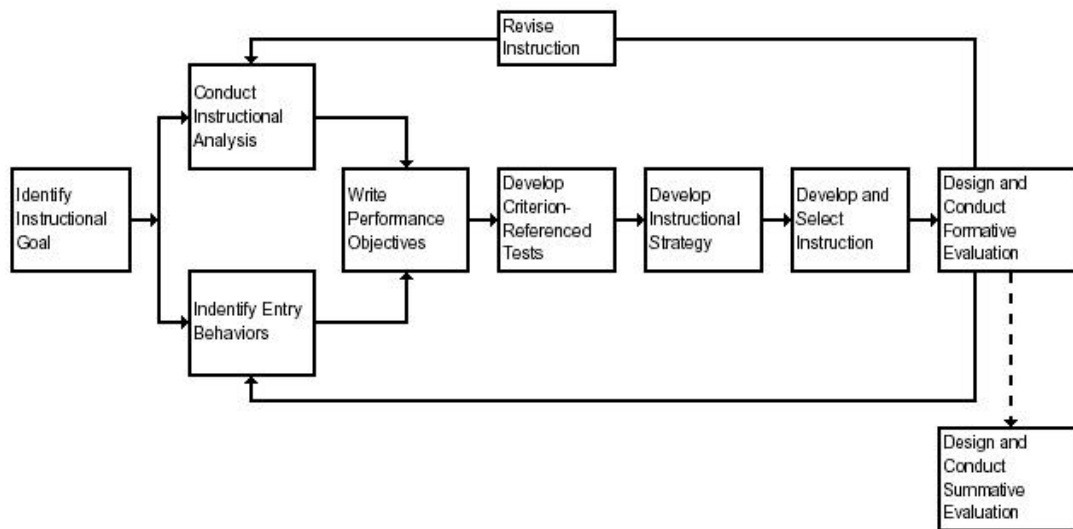 Revise
Instruction
Conduct
Instructional
Analysis
Identify
Instructional
Goal
Write
Performance
Objectives
Develop
Criterion-
Referenced
Tests
Develop
Instructional
Strategy
Develop and
Select
Instruction
Design and
Conduct
Formative
Evaluation
Indentify Entry
Behaviors
Design and
Conduct
Summative
Evaluation